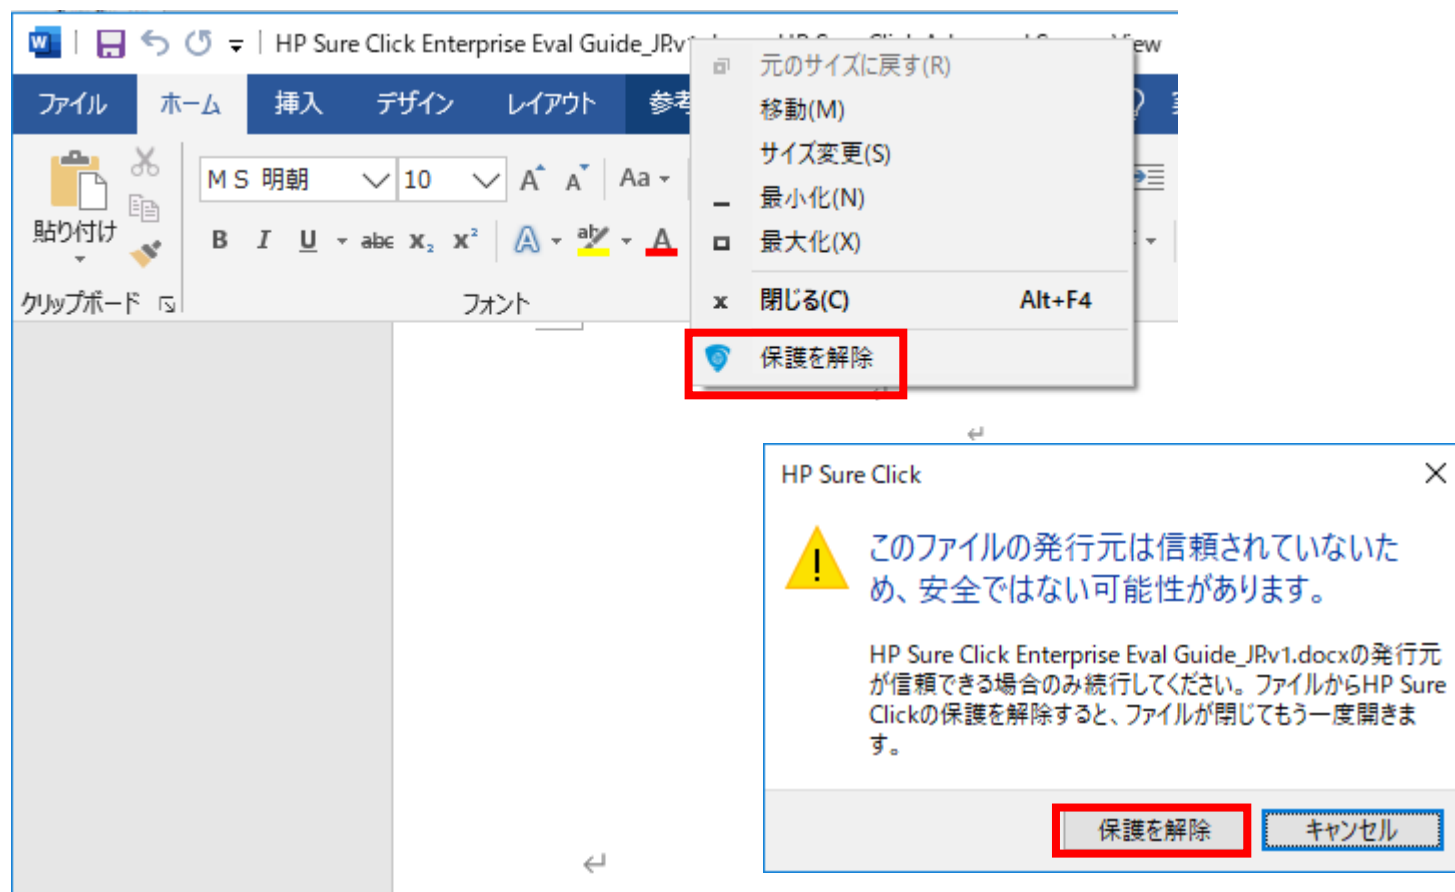 HP Sure Click Enterprise Eval Guide_JP.v
ew
ファイル ホーム 挿入 デザイン レイアウト 参考
貼り付け
クリップボード
MS 明朝 10 A A Aa
B I U abc x₂ x² A ab A
フォント
元のサイズに戻す(R)
移動(M)
サイズ変更(S)
最小化(N)
最大化(X)
閉じる(C) Alt+F4
保護を解除
HP Sure Click
このファイルの発行元は信頼されていないた
め、安全ではない可能性があります。
HP Sure Click Enterprise Eval Guide_JP.v1.docxの発行元
が信頼できる場合のみ続行してください。ファイルからHP Sure
Clickの保護を解除すると、ファイルが閉じてもう一度開きま
す。
保護を解除 キャンセル